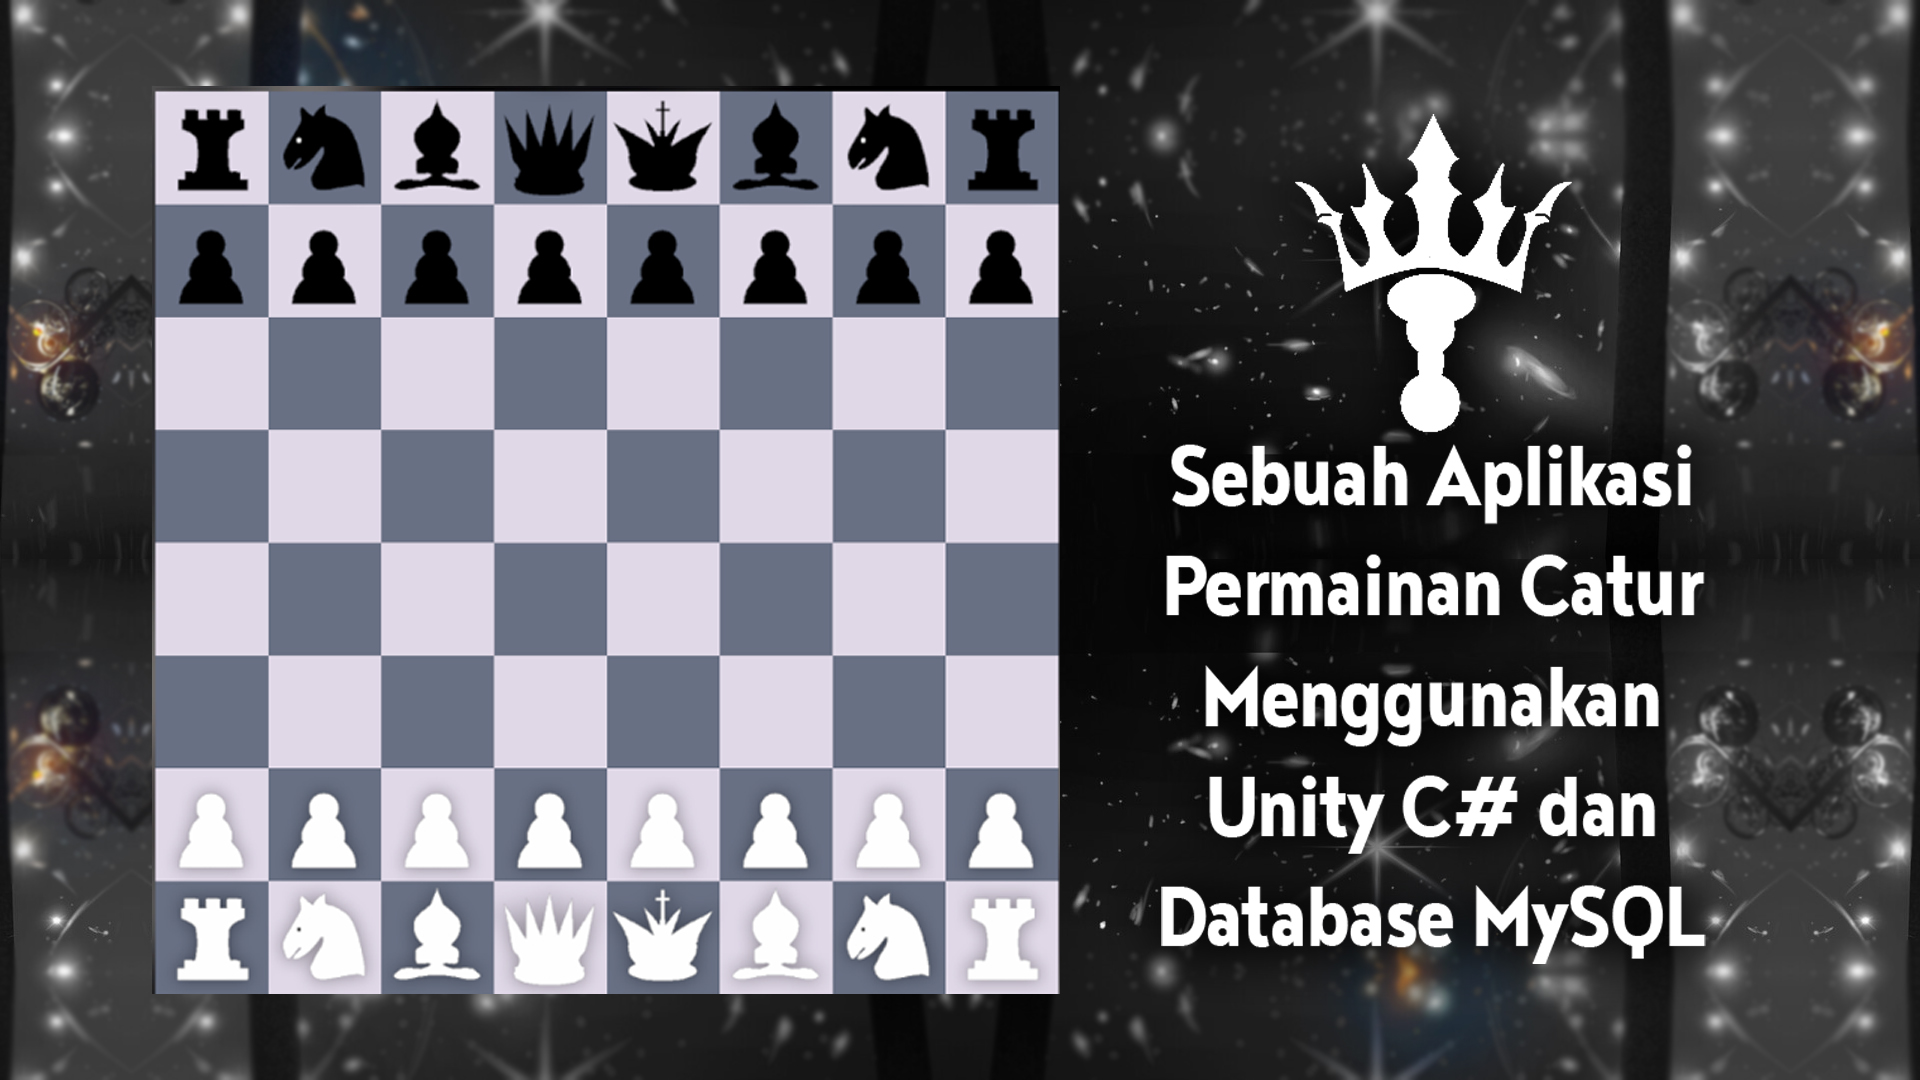 Sebuah Aplikasi
Permainan Catur
Menggunakan
Unity C# dan
Database MySQL